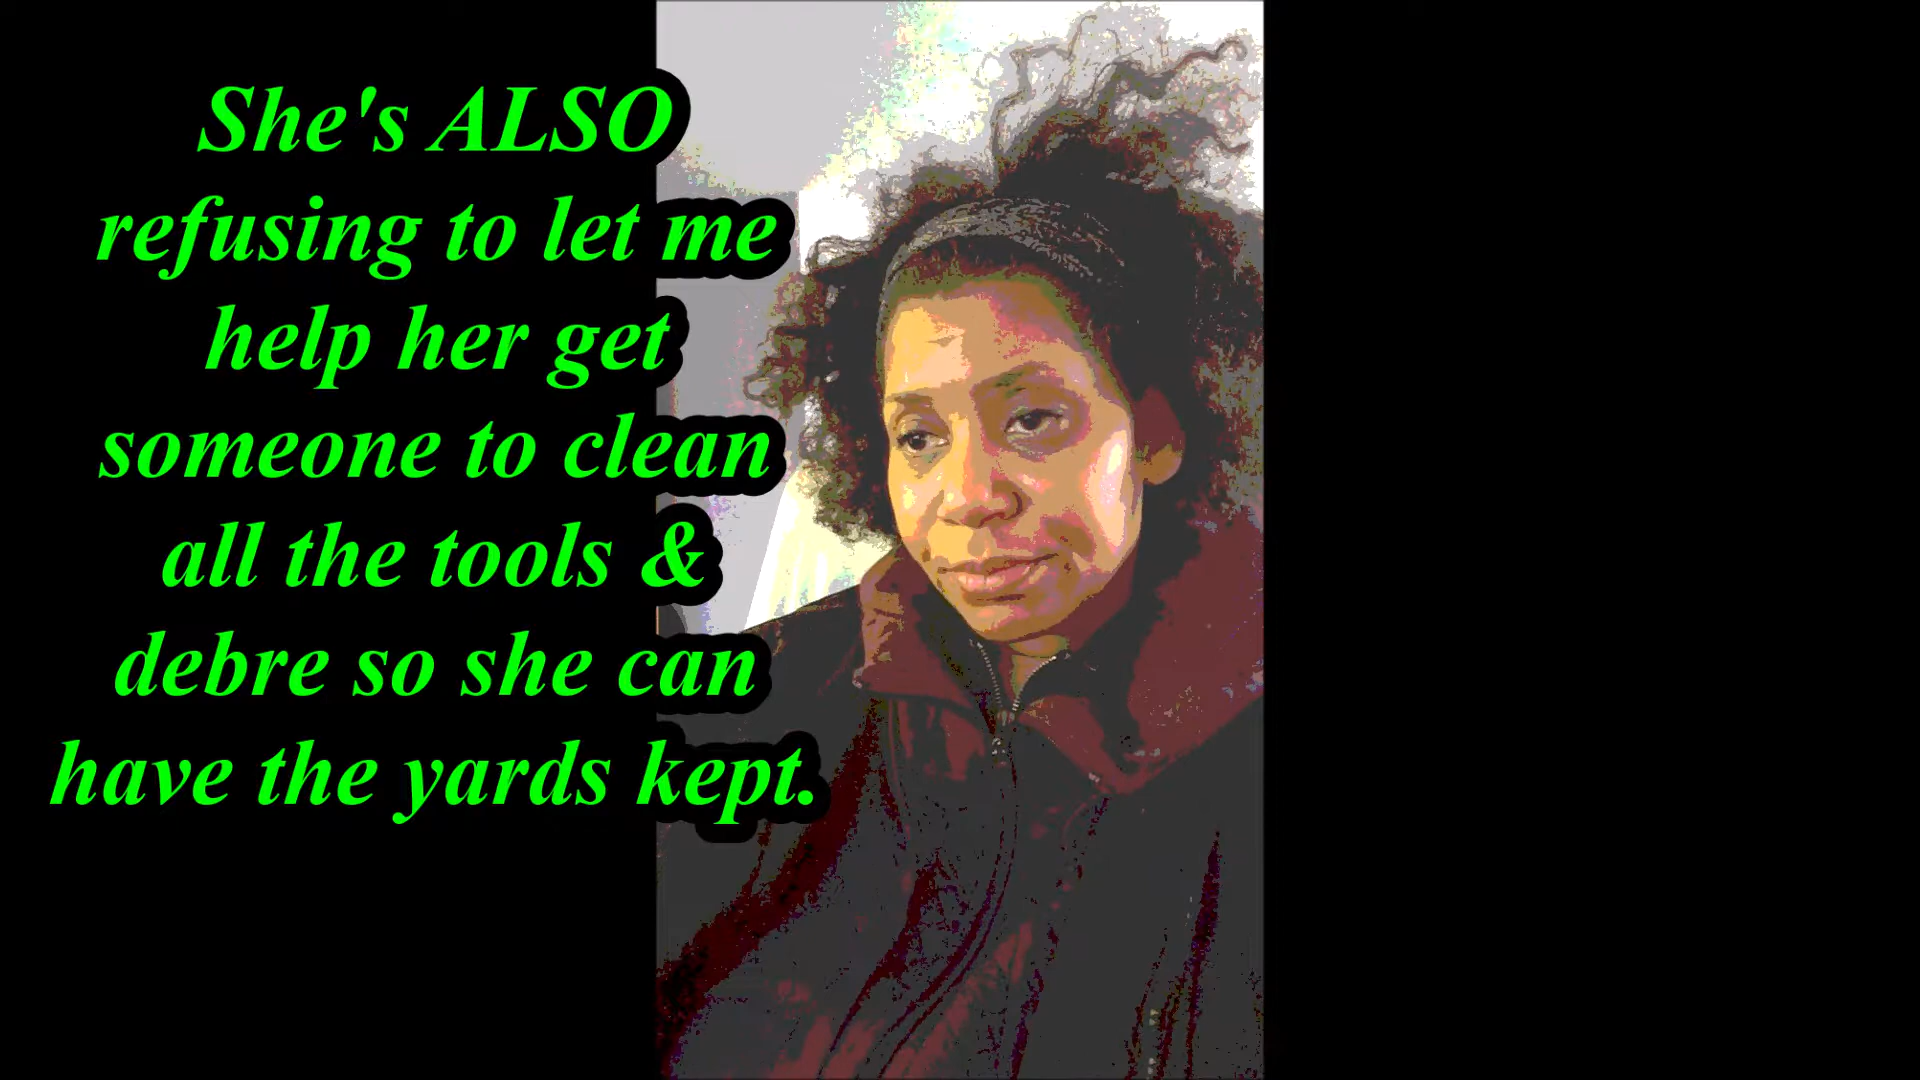 She's ALSO
refusing to let me
help her get
someone to clean
all the tools &
debre so she can
have the yards kept.